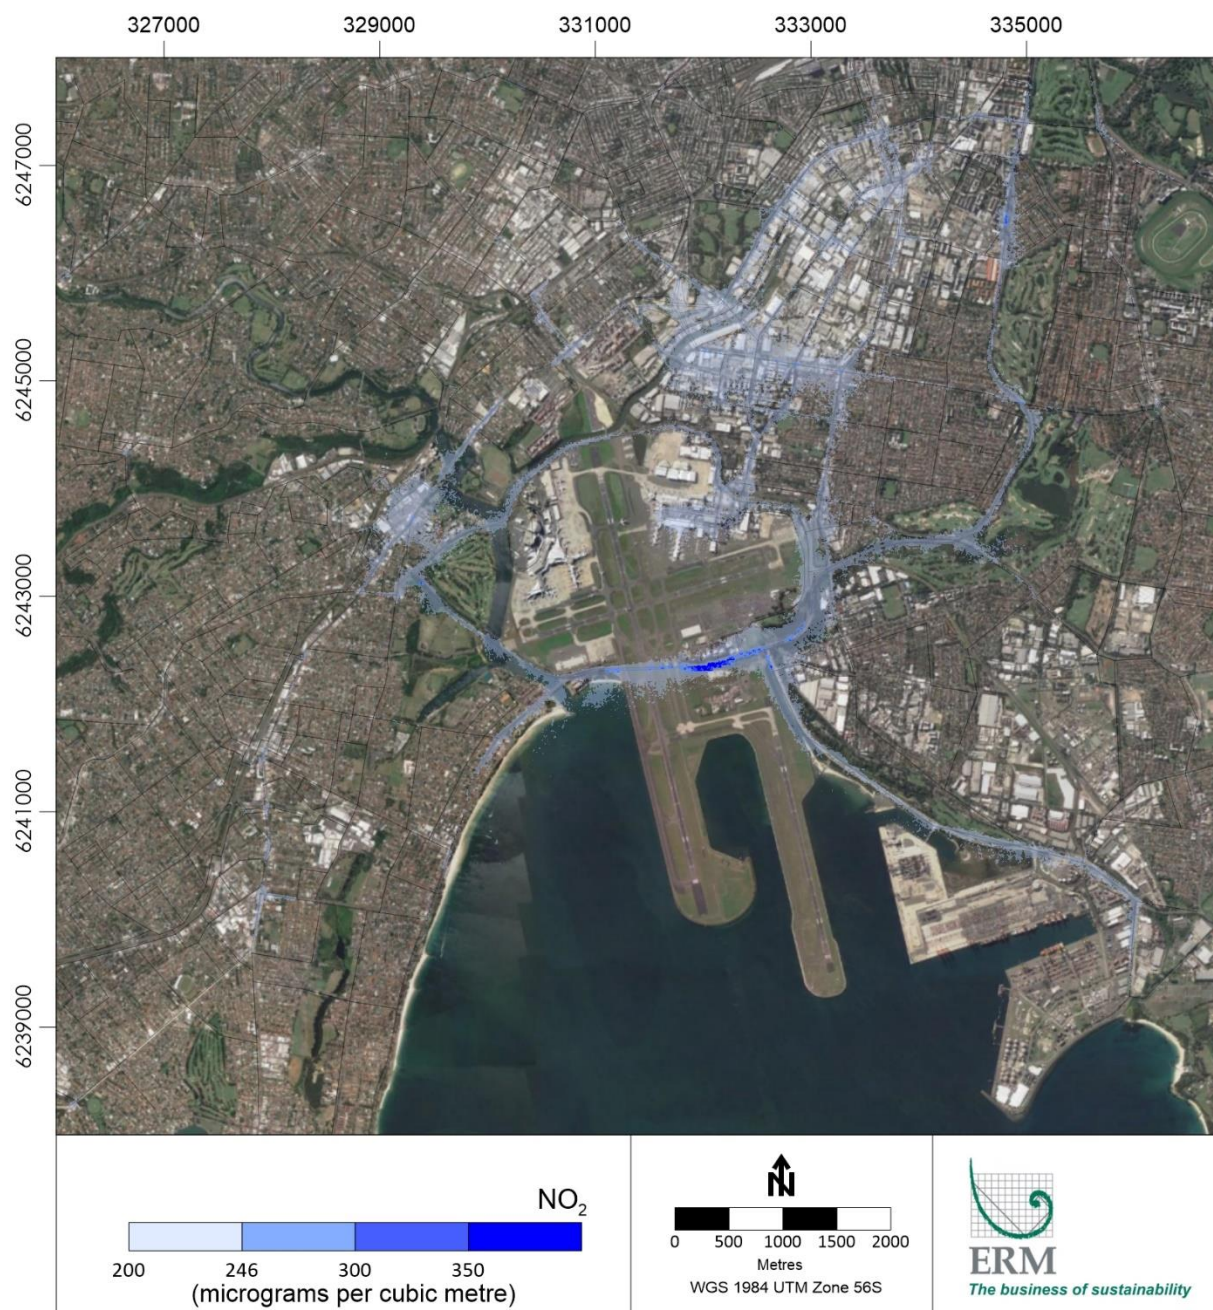 327000 329000 331000 333000 335000
6247000
6245000
6243000
6241000
6239000
NO₂
200 246 300 350
(micrograms per cubic metre)
N
0 500 1000 1500 2000
Metres
WGS 1984 UTM Zone 56S
ERM
The business of sustainability